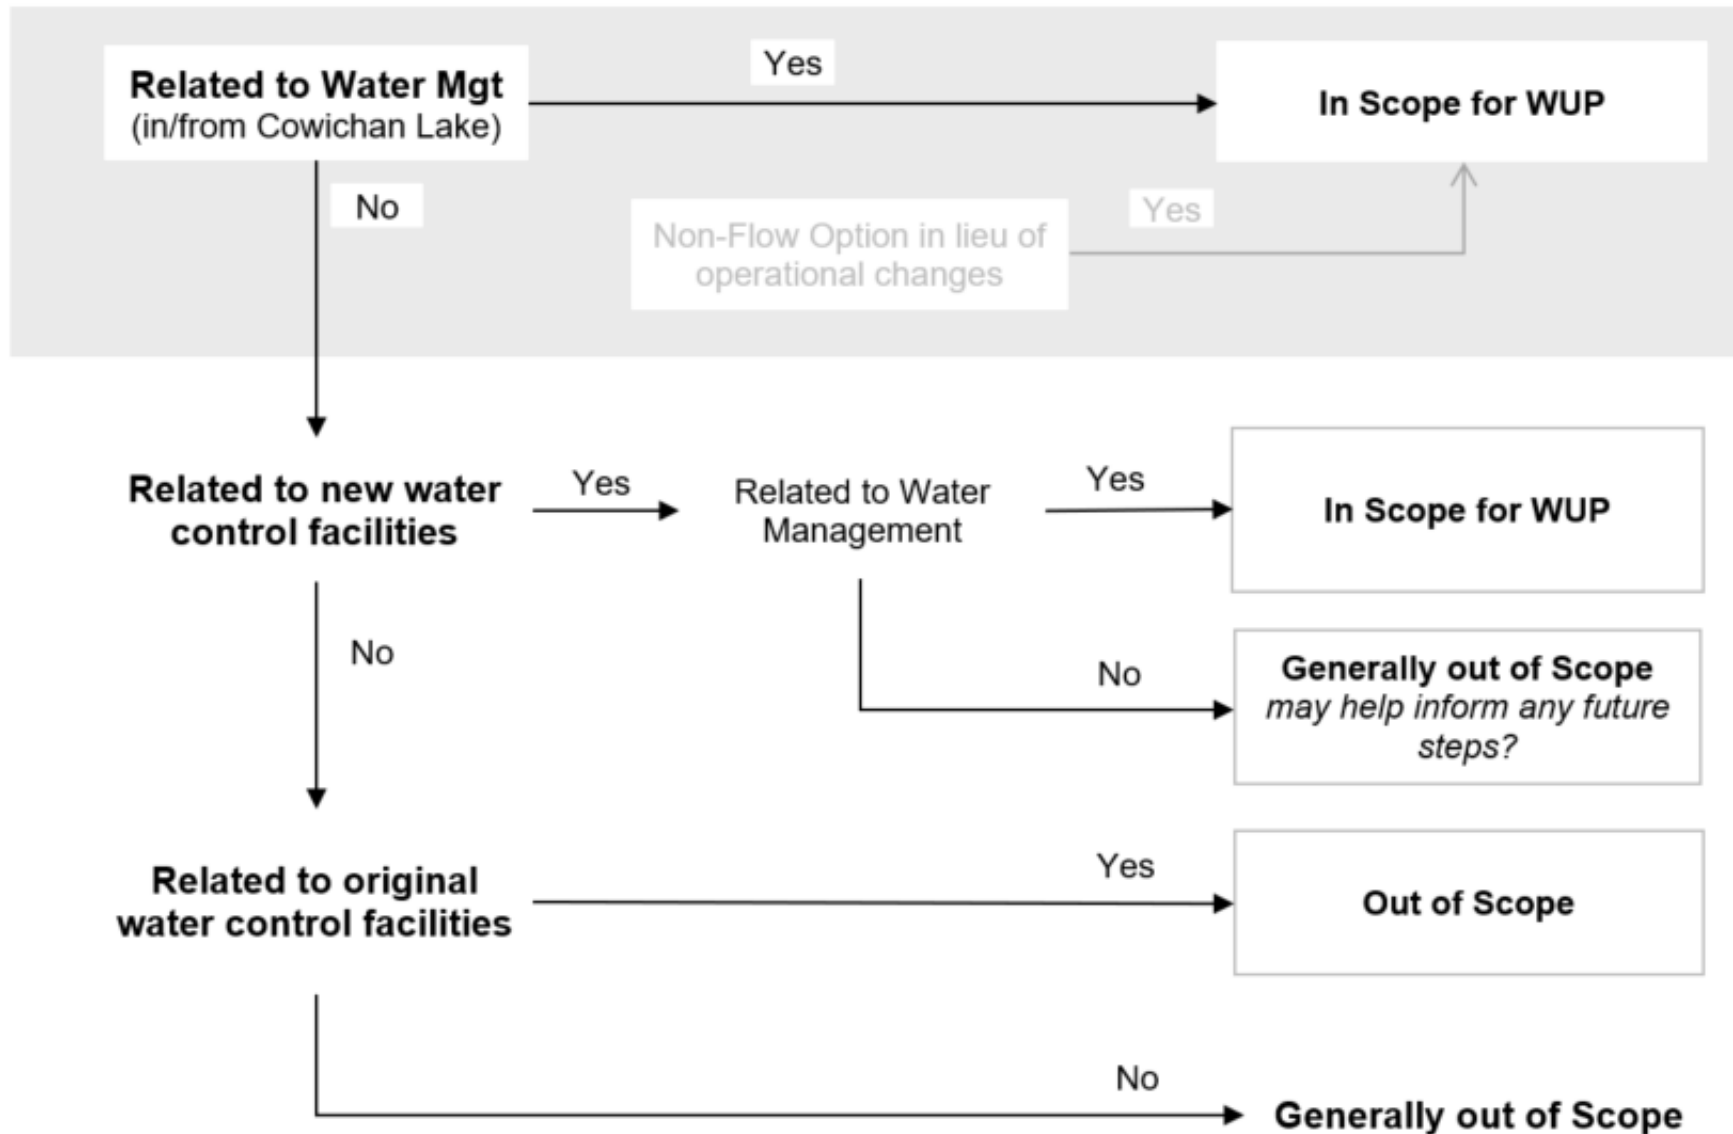 Yes
Related to Water Mgt
(in/from Cowichan Lake)
In Scope for WUP
No
Yes
Non-Flow Option in lieu of
operational changes
Related to new water
control facilities
Yes
Related to Water
Management
Yes
In Scope for WUP
No
No
Generally out of Scope
may help inform any future
steps?
Related to original
water control facilities
Yes
Out of Scope
No
Generally out of Scope